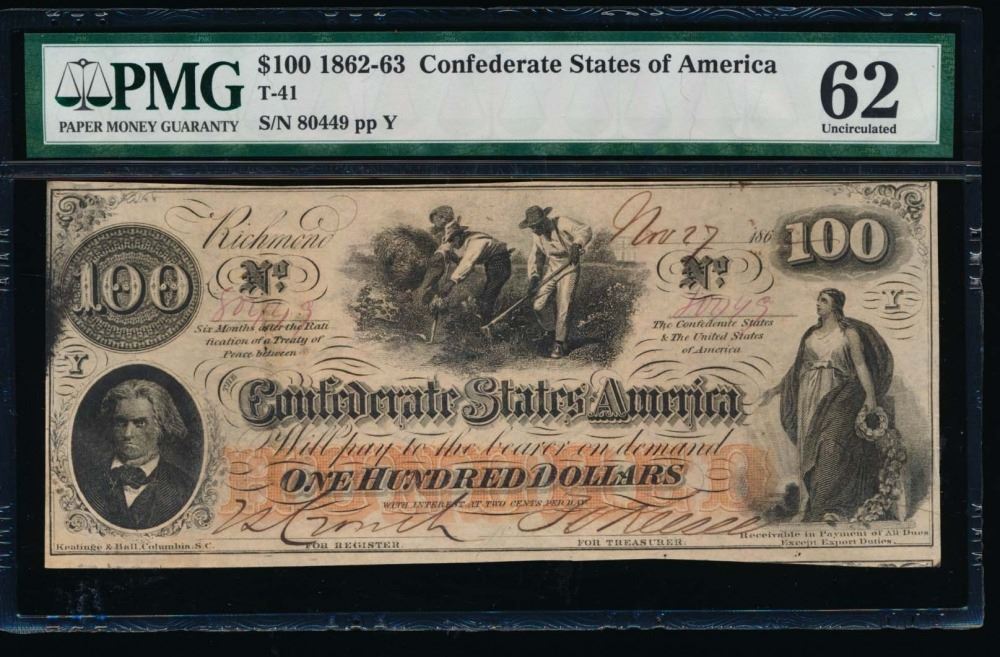 PMG
PAPER MONEY GUARANTY
$100 1862-63 Confederate States of America
T-41
S/N 80449 pp Y
62
Uncirculated
Richmond
Nov 27 186
100
100
No.
No.
Six Months after the Rati
fication of a Treaty of
Peace between
The Confederate States
& The United States
of America
Y
Y
THE
Confederate States America
Will pay to the bearer on demand
ONE HUNDRED DOLLARS
WITH INTEREST AT TWO CENTS PER DAY
Keatinge & Ball, Columbia, S.C.
FOR REGISTER.
FOR TREASURER.
Receivable in Payment of All Dues
Except Export Duties.